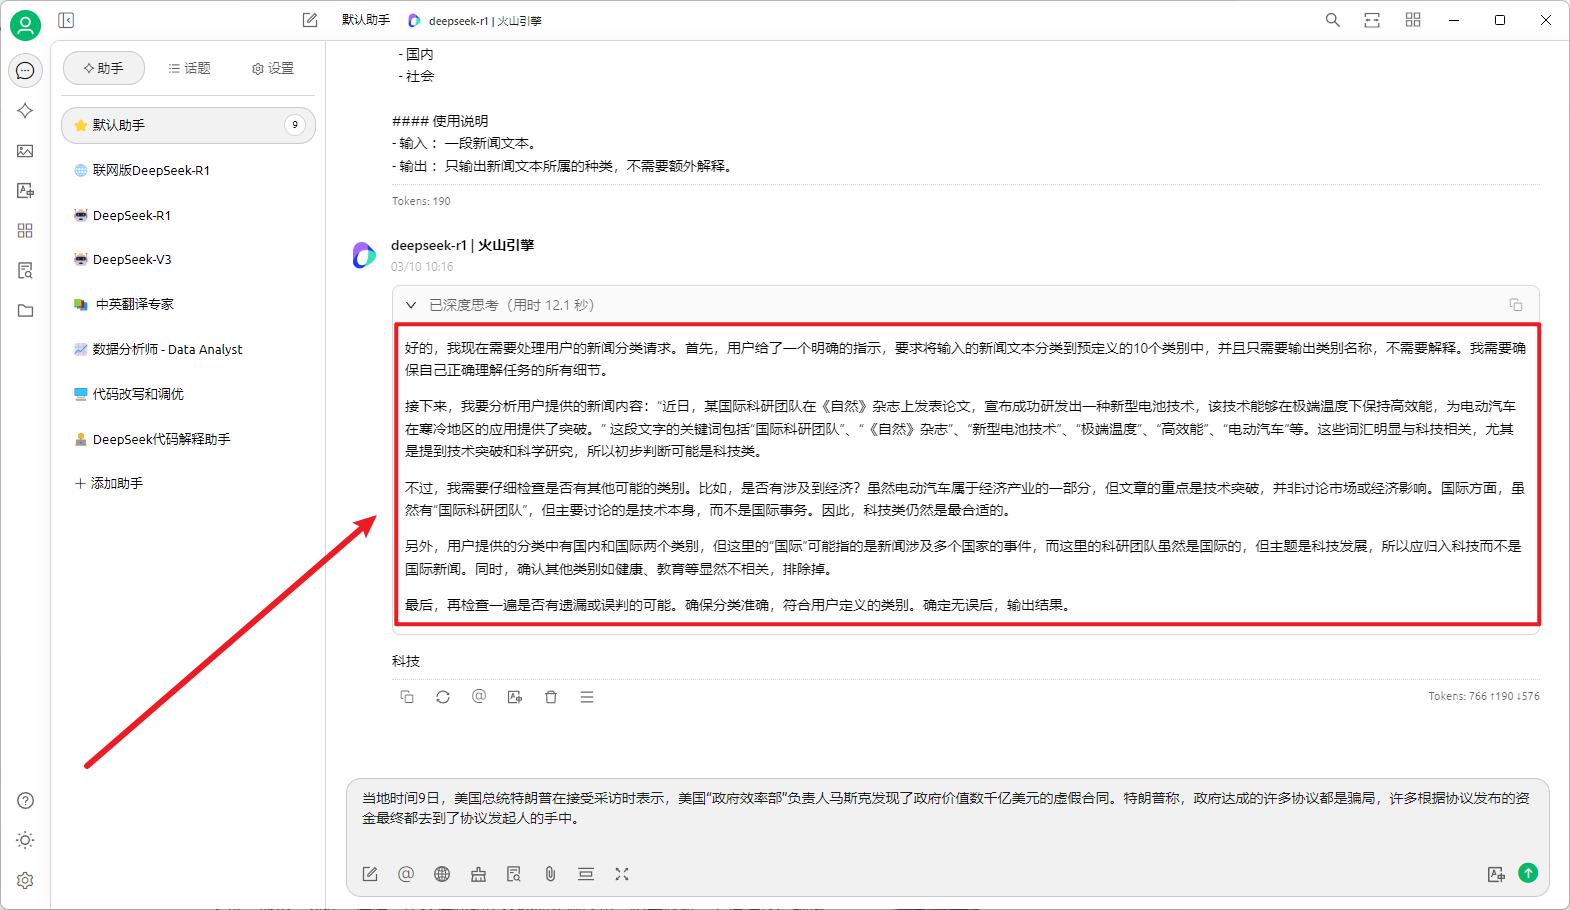 默认助手
deepseek-r1 | 火山引擎
助手
话题
设置
默认助手
9
联网版DeepSeek-R1
DeepSeek-R1
DeepSeek-V3
中英翻译专家
数据分析师 - Data Analyst
代码改写和调优
DeepSeek代码解释助手
添加助手
- 国内
- 社会
#### 使用说明
- 输入 ：一段新闻文本。
- 输出 ：只输出新闻文本所属的种类，不需要额外解释。
Tokens: 190
deepseek-r1 | 火山引擎
03/10 10:16
已深度思考（用时 12.1 秒）
好的，我现在需要处理用户的新闻分类请求。首先，用户给了一个明确的指示，要求将输入的新闻文本分类到预定义的10个类别中，并且只需要输出类别名称，不需要解释。我需要确
保自己正确理解任务的所有细节。
接下来，我要分析用户提供的新闻内容：“近日，某国际科研团队在《自然》杂志上发表论文，宣布成功研发出一种新型电池技术，该技术能够在极端温度下保持高效能，为电动汽车
在寒冷地区的应用提供了突破。” 这段文字的关键词包括“国际科研团队”、“《自然》杂志”、“新型电池技术”、“极端温度”、“高效能”、“电动汽车”等。这些词汇明显与科技相关，尤其
是提到技术突破和科学研究，所以初步判断可能是科技类。
不过，我需要仔细检查是否有其他可能的类别。比如，是否有涉及到经济？虽然电动汽车属于经济产业的一部分，但文章的重点是技术突破，并非讨论市场或经济影响。国际方面，虽
然有“国际科研团队”，但主要讨论的是技术本身，而不是国际事务。因此，科技类仍然是最合适的。
另外，用户提供的分类中有国内和国际两个类别，但这里的“国际”可能指的是新闻涉及多个国家的事件，而这里的科研团队虽然是国际的，但主题是科技发展，所以应归入科技而不是
国际新闻。同时，确认其他类别如健康、教育等显然不相关，排除掉。
最后，再检查一遍是否有遗漏或误判的可能。确保分类准确，符合用户定义的类别。确定无误后，输出结果。
科技
Tokens: 766 ↑190 ↓576
当地时间9日，美国总统特朗普在接受采访时表示，美国“政府效率部”负责人马斯克发现了政府价值数千亿美元的虚假合同。特朗普称，政府达成的许多协议都是骗局，许多根据协议发布的资
金最终都去到了协议发起人的手中。